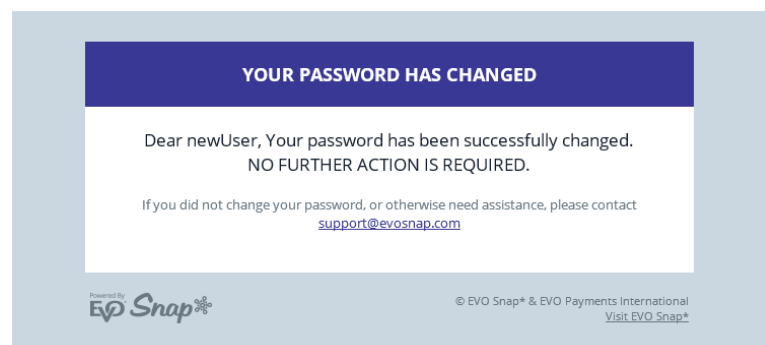 YOUR PASSWORD HAS CHANGED
Dear newUser, Your password has been successfully changed.
NO FURTHER ACTION IS REQUIRED.
If you did not change your password, or otherwise need assistance, please contact
support@evosnap.com
Powered By
EVO Snap*
© EVO Snap* & EVO Payments International
Visit EVO Snap*